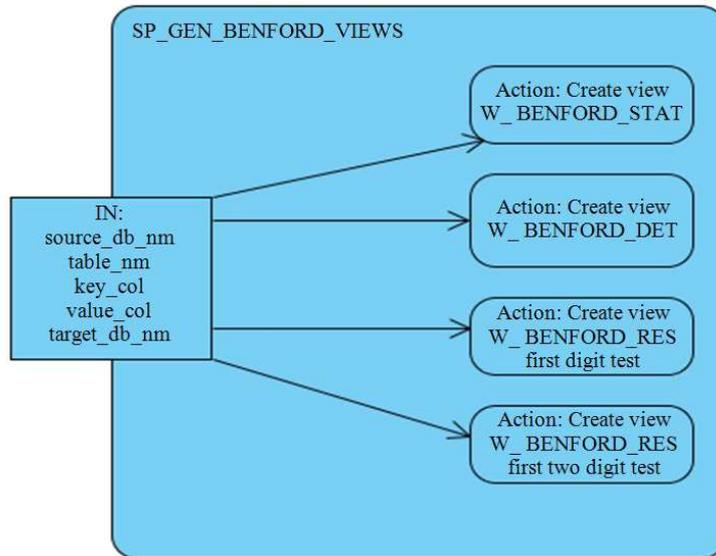 SP_GEN_BENFORD_VIEWS
Action: Create view
W_ BENFORD_STAT
IN:
source_db_nm
table_nm
key_col
value_col
target_db_nm
Action: Create view
W_ BENFORD_DET
Action: Create view
W_ BENFORD_RES
first digit test
Action: Create view
W_ BENFORD_RES
first two digit test